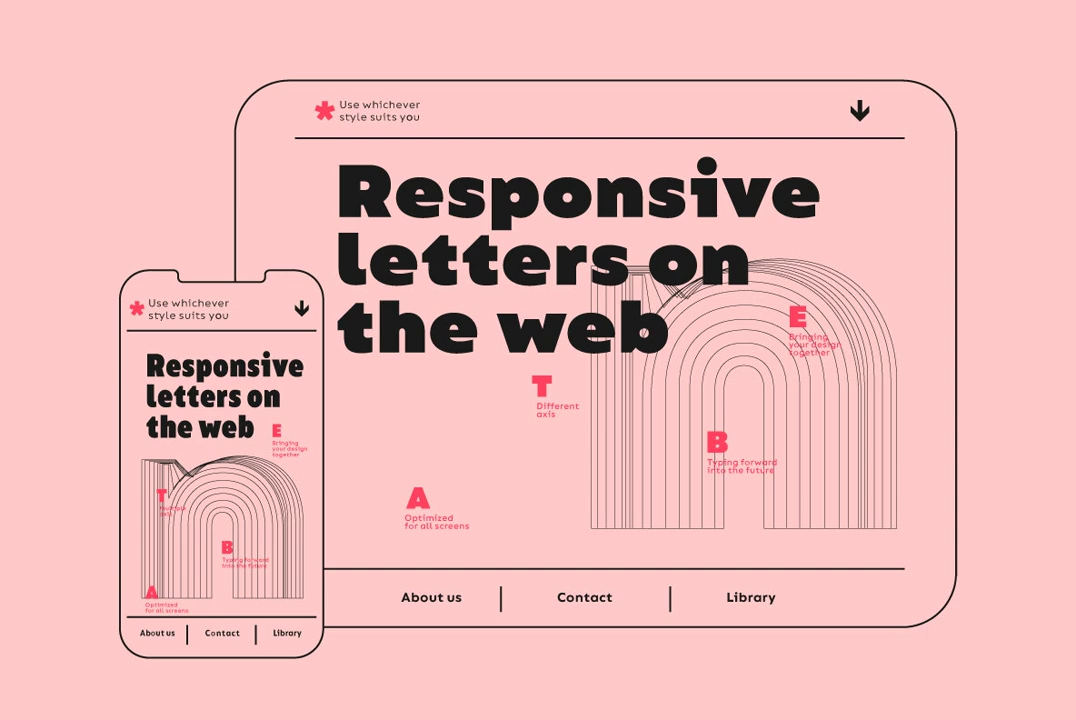 Use whichever
style suits you
Responsive
letters on
the web
E
Bringing
your design
together
T
Different
axis
B
Typing forward
into the future
A
Optimized
for all screens
About us
Contact
Library
Use whichever
style suits you
Responsive
letters on
the web
E
Bringing
your design
together
T
Multiple
axis
B
Typing forward
into the future
A
Optimized
for all screens
About us
Contact
Library